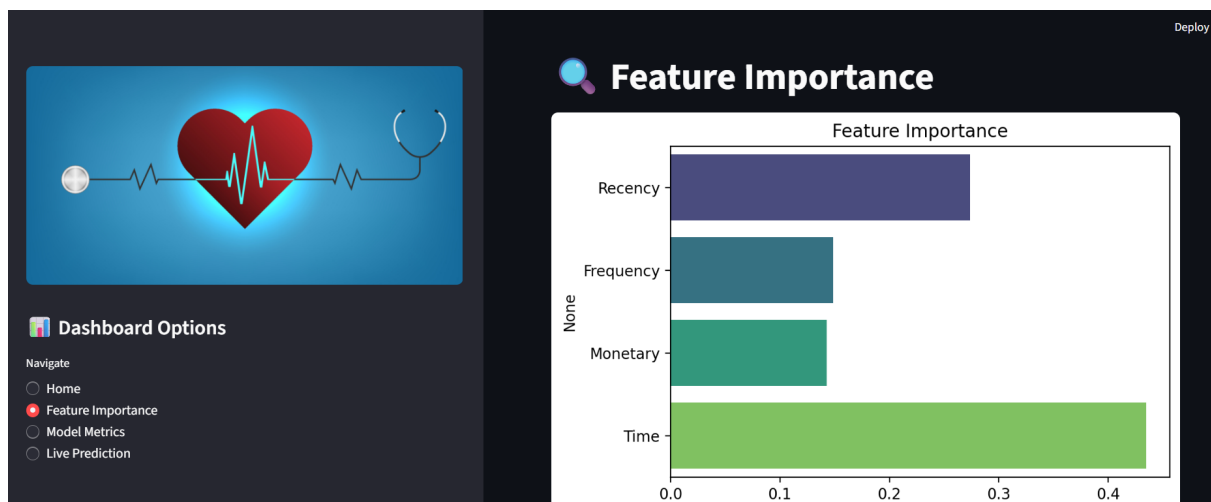 Deploy
Dashboard Options
Navigate
Home
Feature Importance
Model Metrics
Live Prediction
Feature Importance
Feature Importance
None
Recency
Frequency
Monetary
Time
0.0 0.1 0.2 0.3 0.4